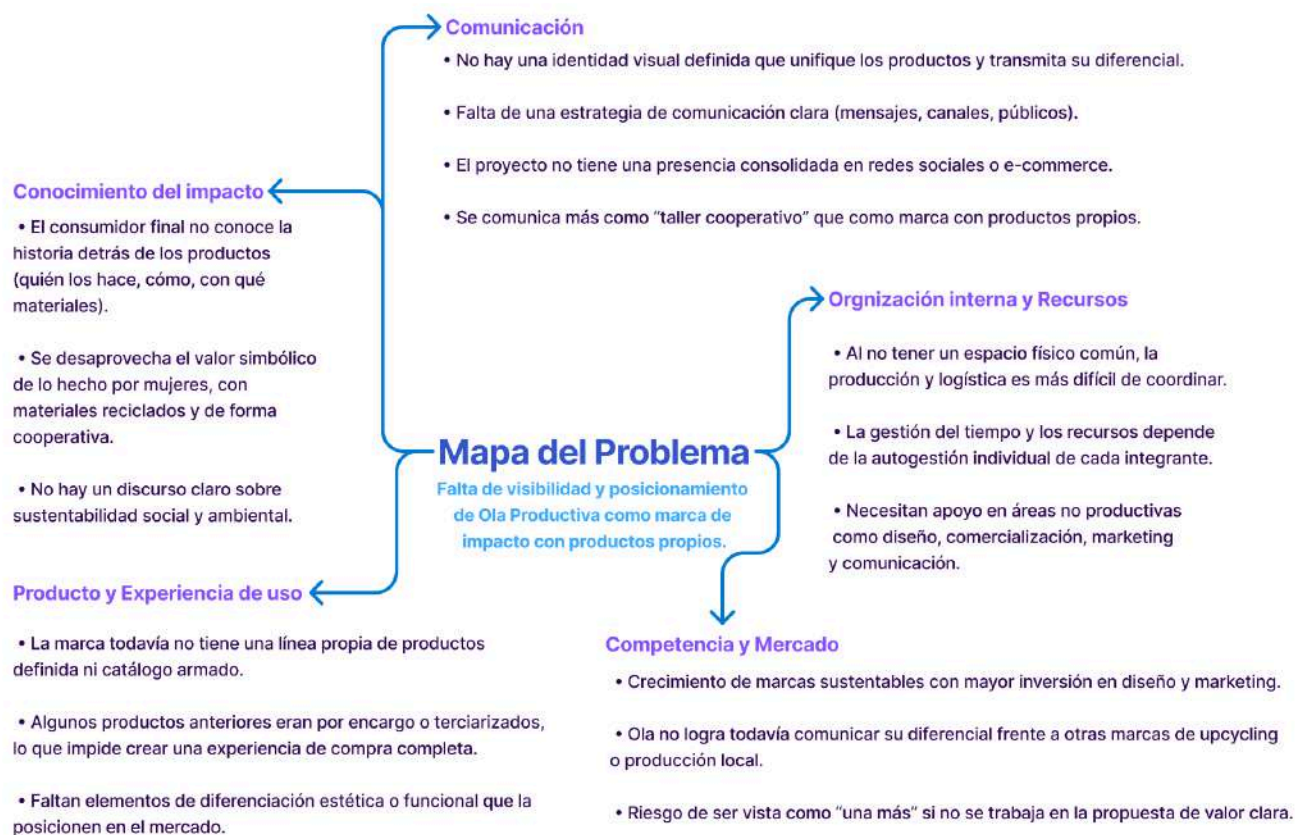 Comunicación
• No hay una identidad visual definida que unifique los productos y transmita su diferencial.
• Falta de una estrategia de comunicación clara (mensajes, canales, públicos).
• El proyecto no tiene una presencia consolidada en redes sociales o e-commerce.
• Se comunica más como "taller cooperativo" que como marca con productos propios.
Conocimiento del impacto
• El consumidor final no conoce la
historia detrás de los productos
(quién los hace, cómo, con qué
materiales).
• Se desaprovecha el valor simbólico
de lo hecho por mujeres, con
materiales reciclados y de forma
cooperativa.
• No hay un discurso claro sobre
sustentabilidad social y ambiental.
Orgnización interna y Recursos
• Al no tener un espacio físico común, la
producción y logística es más difícil de coordinar.
• La gestión del tiempo y los recursos depende
de la autogestión individual de cada integrante.
• Necesitan apoyo en áreas no productivas
como diseño, comercialización, marketing
y comunicación.
Mapa del Problema
Falta de visibilidad y posicionamiento
de Ola Productiva como marca de
impacto con productos propios.
Producto y Experiencia de uso
• La marca todavía no tiene una línea propia de productos
definida ni catálogo armado.
• Algunos productos anteriores eran por encargo o terciarizados,
lo que impide crear una experiencia de compra completa.
• Faltan elementos de diferenciación estética o funcional que la
posicionen en el mercado.
Competencia y Mercado
• Crecimiento de marcas sustentables con mayor inversión en diseño y marketing.
• Ola no logra todavía comunicar su diferencial frente a otras marcas de upcycling
o producción local.
• Riesgo de ser vista como "una más" si no se trabaja en la propuesta de valor clara.